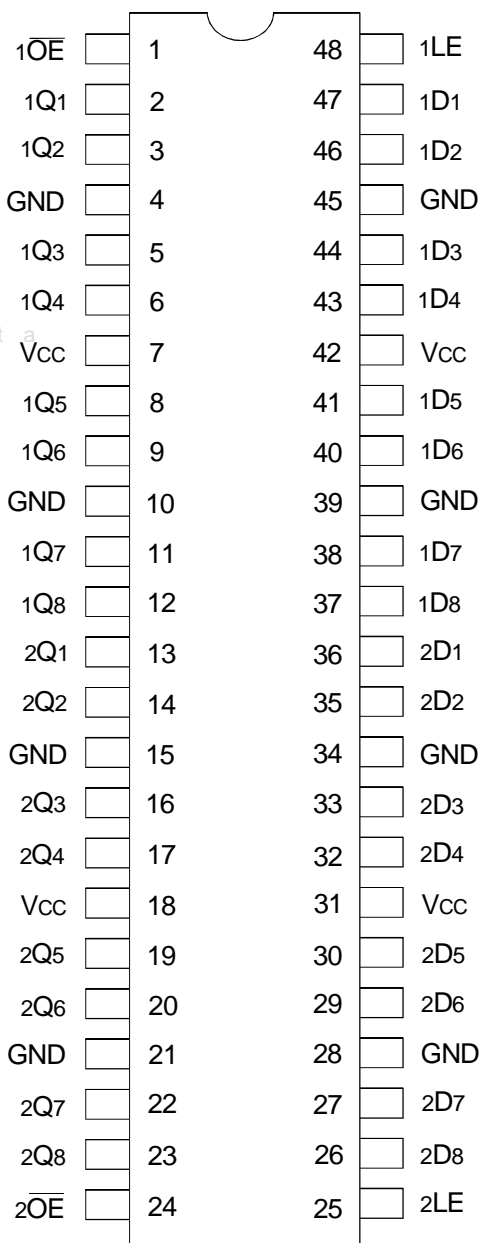 1O̅E̅ 1 48 1LE
1Q1 2 47 1D1
1Q2 3 46 1D2
GND 4 45 GND
1Q3 5 44 1D3
1Q4 6 43 1D4
t a
VCC 7 42 VCC
1Q5 8 41 1D5
1Q6 9 40 1D6
GND 10 39 GND
1Q7 11 38 1D7
1Q8 12 37 1D8
2Q1 13 36 2D1
2Q2 14 35 2D2
GND 15 34 GND
2Q3 16 33 2D3
2Q4 17 32 2D4
VCC 18 31 VCC
2Q5 19 30 2D5
2Q6 20 29 2D6
GND 21 28 GND
2Q7 22 27 2D7
2Q8 23 26 2D8
2O̅E̅ 24 25 2LE